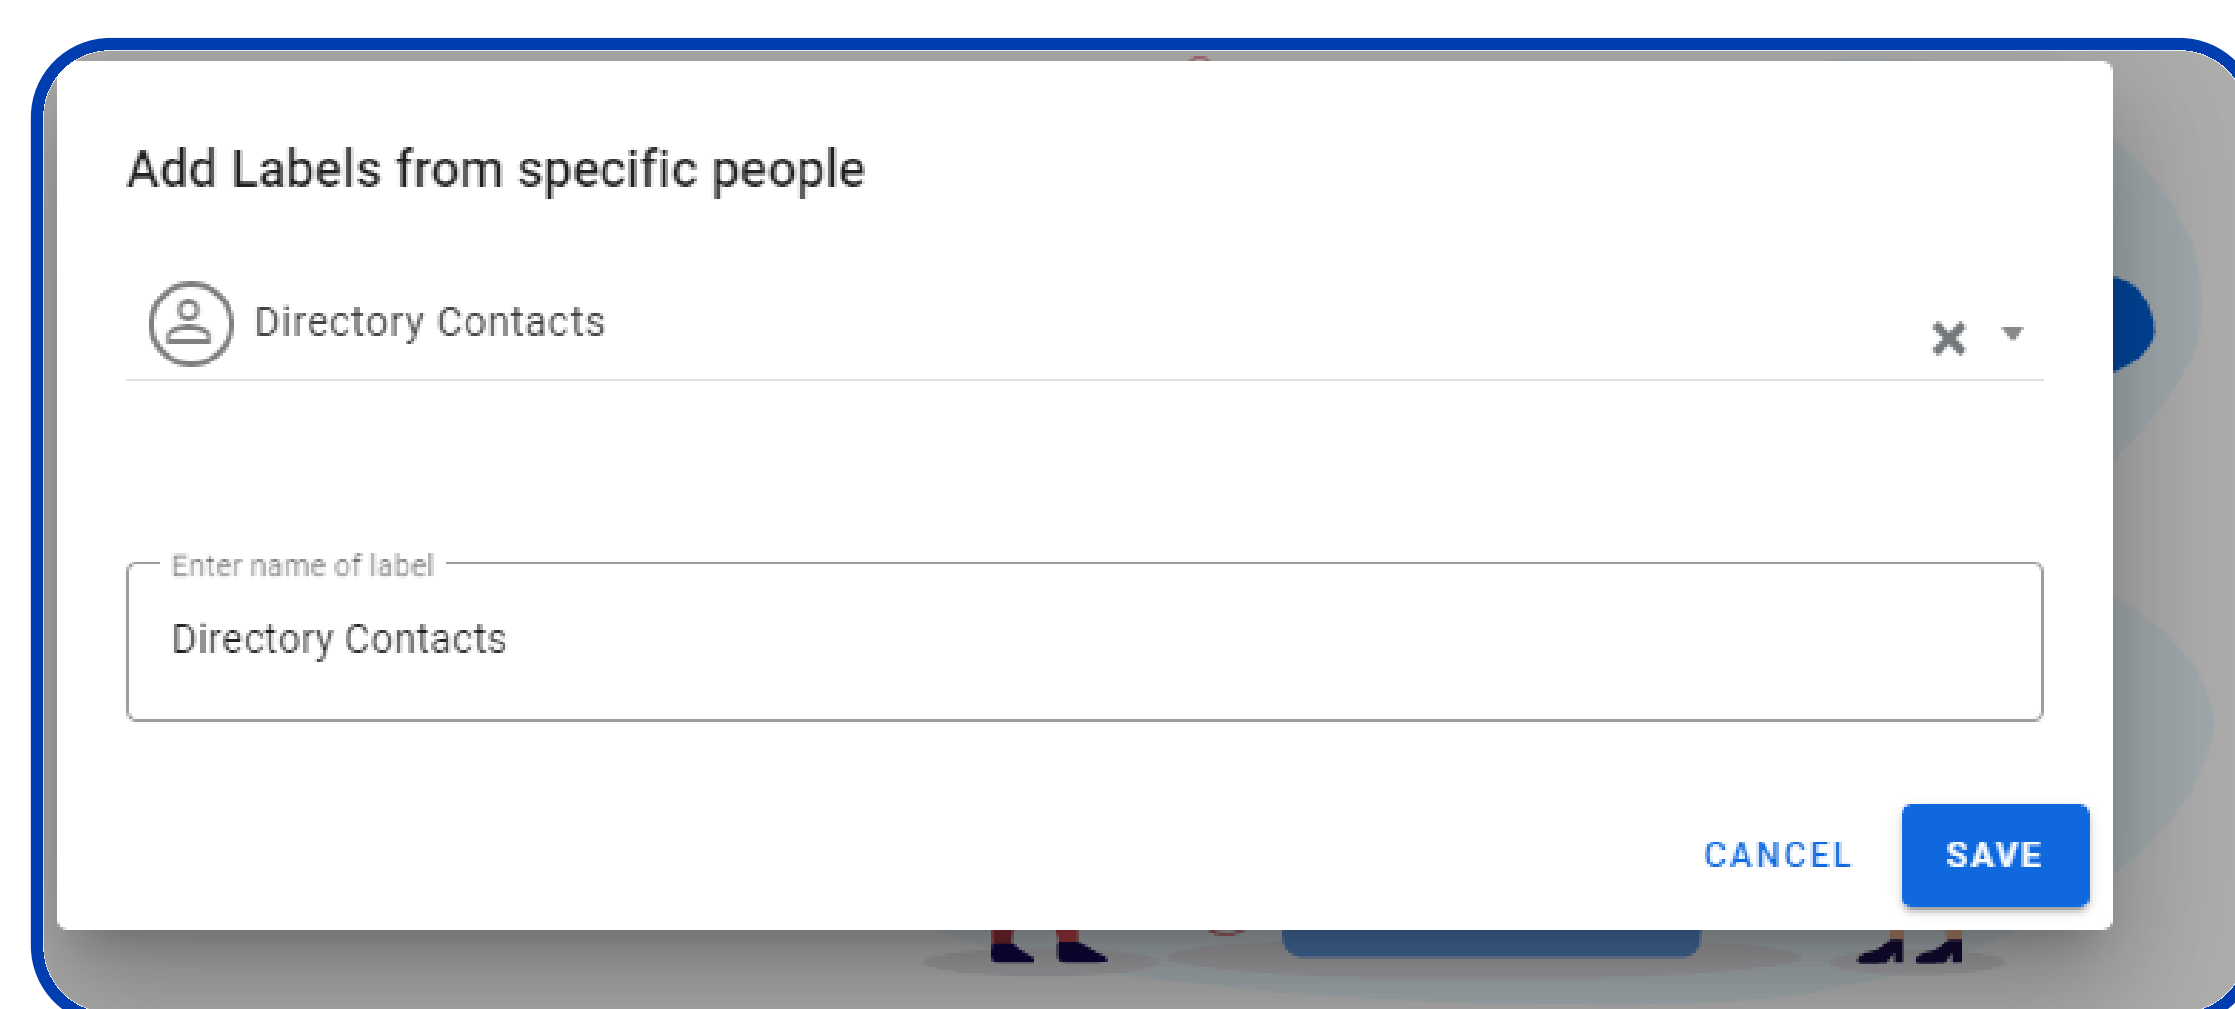 Add Labels from specific people
Directory Contacts
Enter name of label
Directory Contacts
CANCEL SAVE